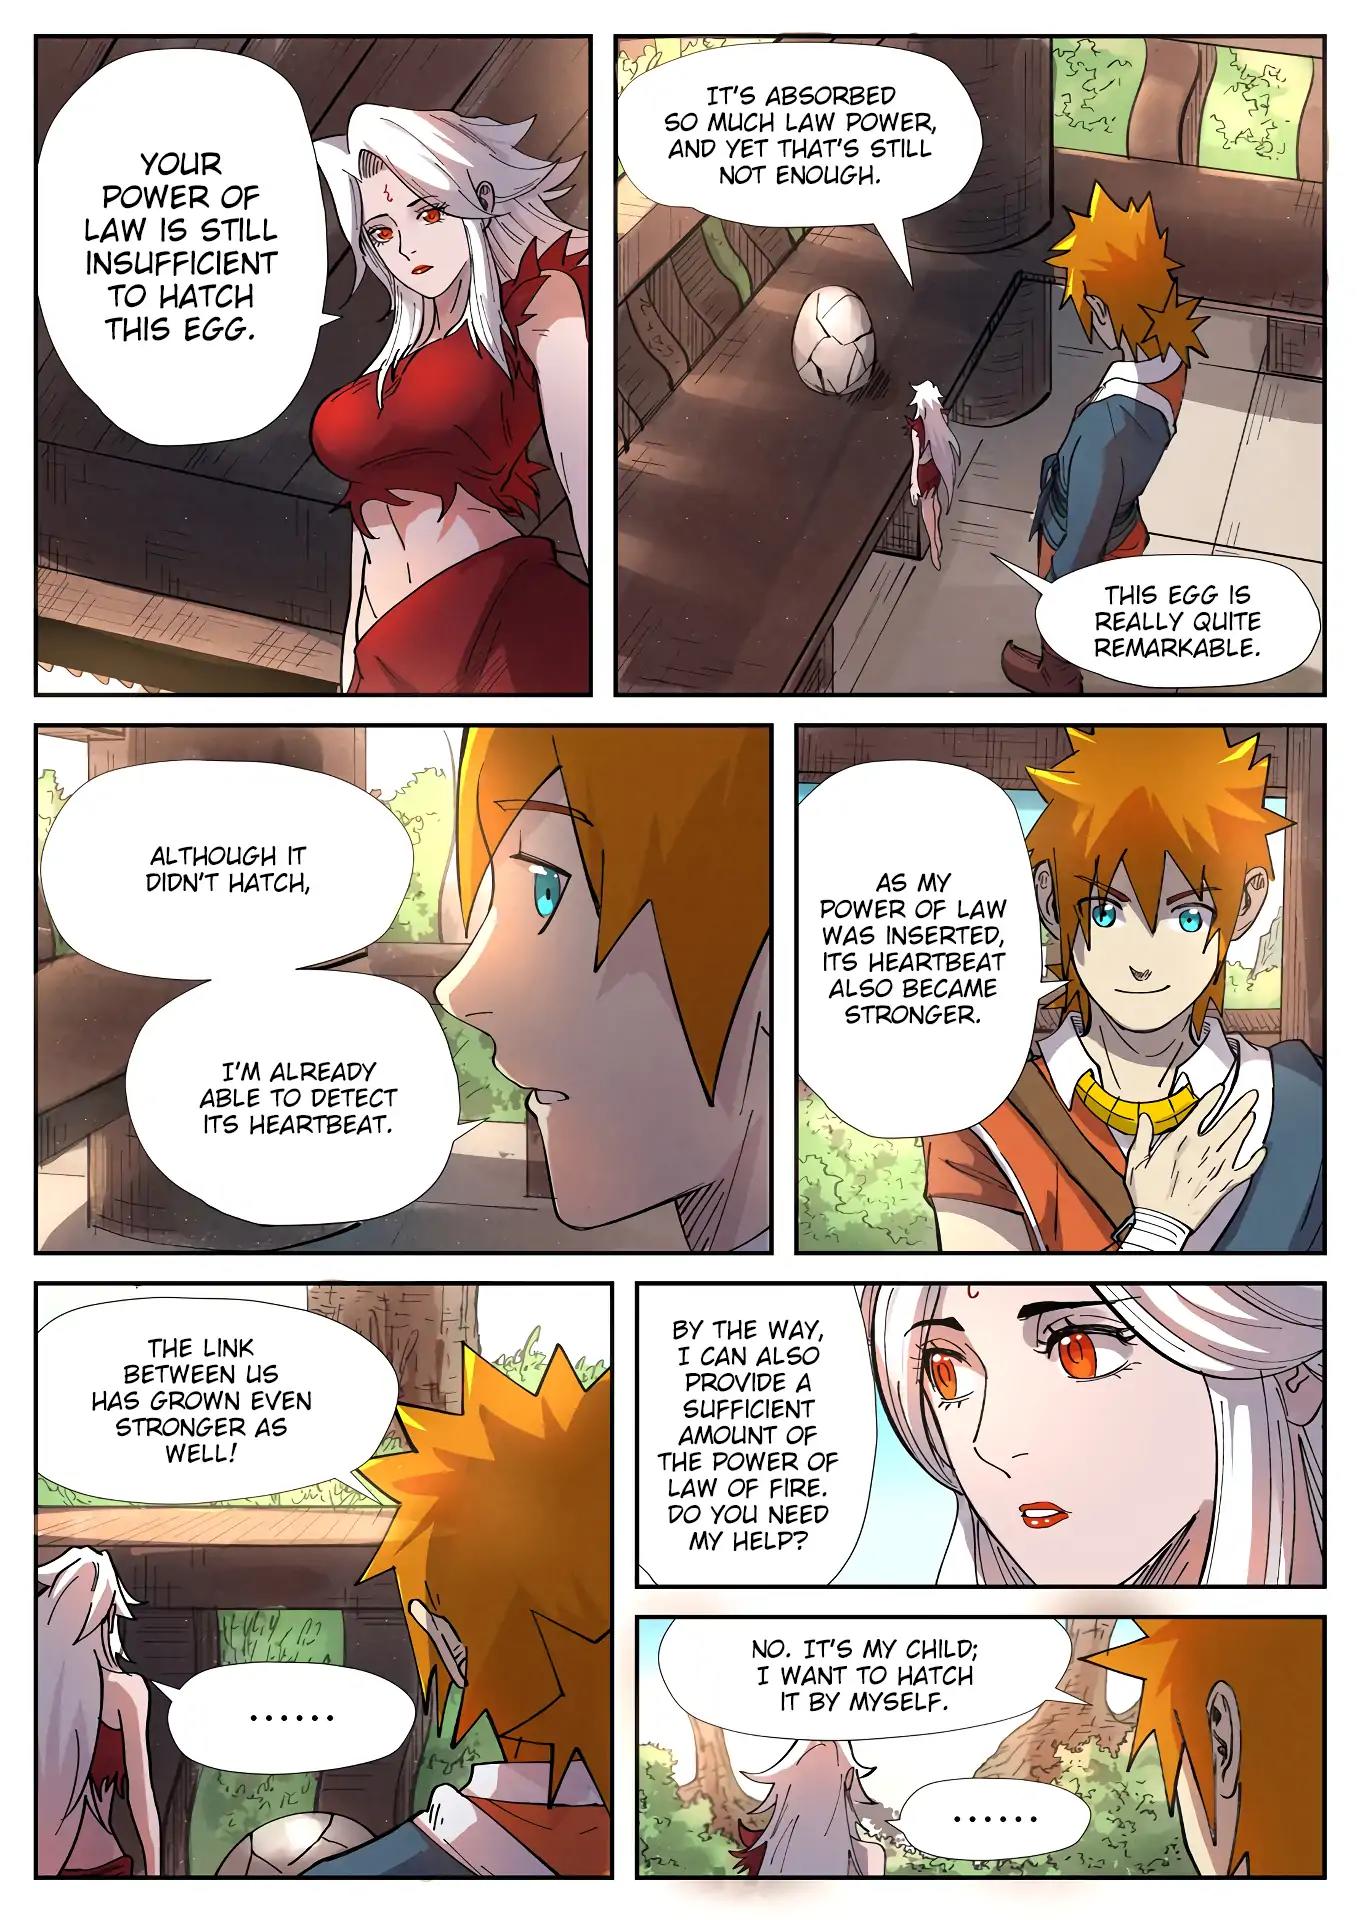 YOUR
POWER OF
LAW IS STILL
INSUFFICIENT
TO HATCH
THIS EGG.
IT'S ABSORBED
SO MUCH LAW POWER,
AND YET THAT'S STILL
NOT ENOUGH.
THIS EGG IS
REALLY QUITE
REMARKABLE.
ALTHOUGH IT
DIDN'T HATCH,
I'M ALREADY
ABLE TO DETECT
ITS HEARTBEAT.
AS MY
POWER OF LAW
WAS INSERTED,
ITS HEARTBEAT
ALSO BECAME
STRONGER.
THE LINK
BETWEEN US
HAS GROWN EVEN
STRONGER AS
WELL!
......
BY THE WAY,
I CAN ALSO
PROVIDE A
SUFFICIENT
AMOUNT OF
THE POWER OF
LAW OF FIRE.
DO YOU NEED
MY HELP?
NO. IT'S MY CHILD;
I WANT TO HATCH
IT BY MYSELF.
......